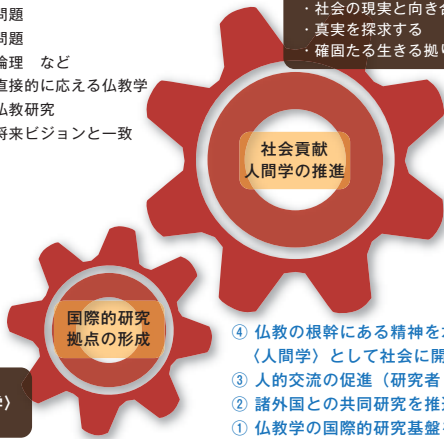 問題
問題
倫理　など
直接的に応える仏教学
仏教研究
将来ビジョンと一致
・社会の現実と向き
・真実を探求する
・確固たる生きる拠
社会貢献
人間学の推進
国際的研究
拠点の形成
④ 仏教の根幹にある精神を
〈人間学〉として社会に開
③ 人的交流の促進（研究者
② 諸外国との共同研究を推
① 仏教学の国際的研究基盤
〉